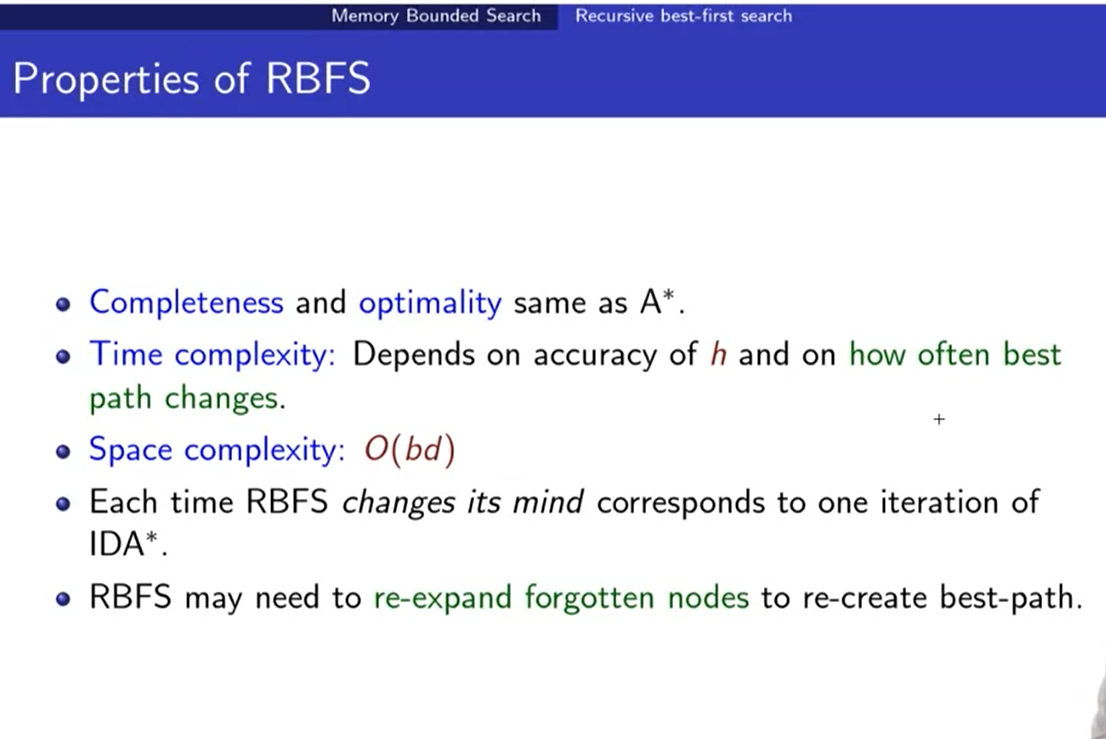 Memory Bounded Search Recursive best-first search
Properties of RBFS
Completeness and optimality same as A*.
Time complexity: Depends on accuracy of h and on how often best
path changes.
Space complexity: O(bd)
Each time RBFS changes its mind corresponds to one iteration of
IDA*.
RBFS may need to re-expand forgotten nodes to re-create best-path.